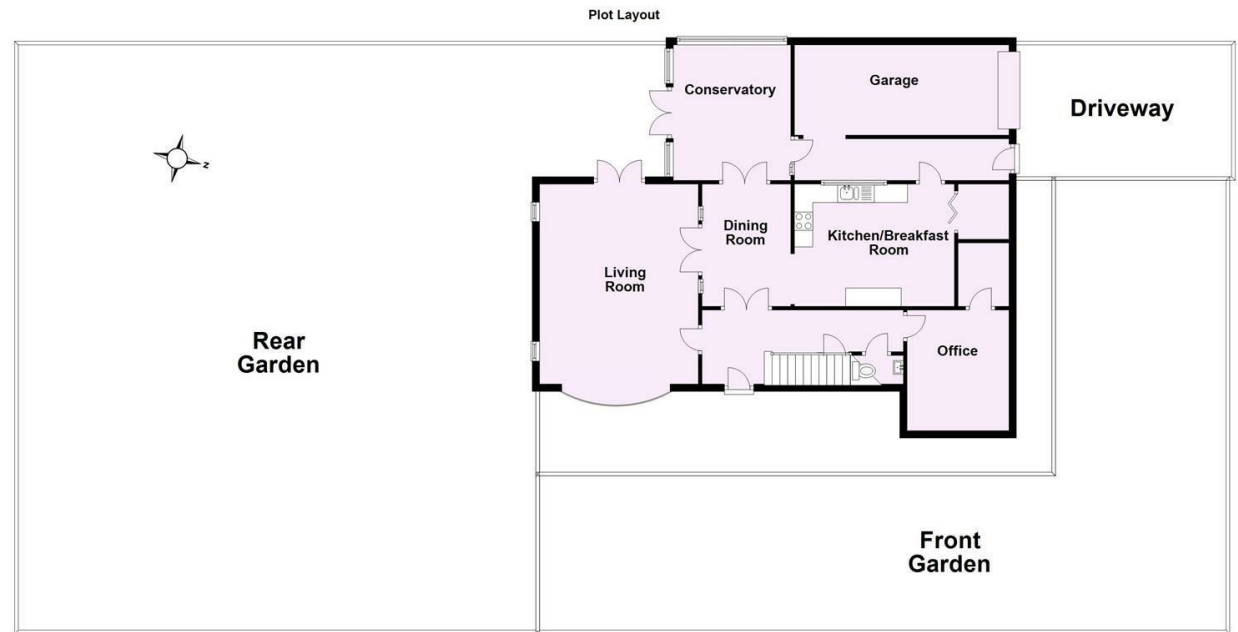 Plot Layout
Conservatory
Garage
Driveway
N
Dining
Room
Kitchen/Breakfast
Room
Living
Room
Rear
Garden
Office
Front
Garden